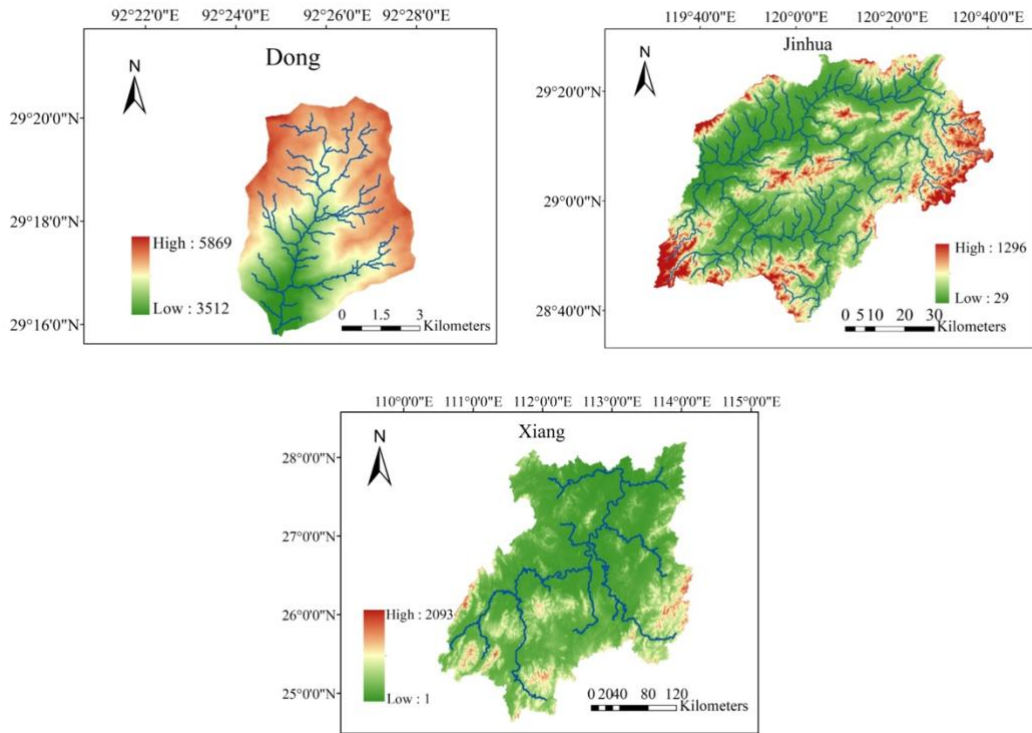 92°22'0"E 92°24'0"E 92°26'0"E 92°28'0"E
Dong
N
29°20'0"N
29°18'0"N
29°16'0"N
High : 5869
Low : 3512
0 1.5 3
Kilometers
119°40'0"E 120°0'0"E 120°20'0"E 120°40'0"E
Jinhua
N
29°20'0"N
29°0'0"N
28°40'0"N
High : 1296
Low : 29
0 5 10 20 30
Kilometers
110°0'0"E 111°0'0"E 112°0'0"E 113°0'0"E 114°0'0"E 115°0'0"E
Xiang
N
28°0'0"N
27°0'0"N
26°0'0"N
25°0'0"N
High : 2093
Low : 1
0 20 40 80 120
Kilometers